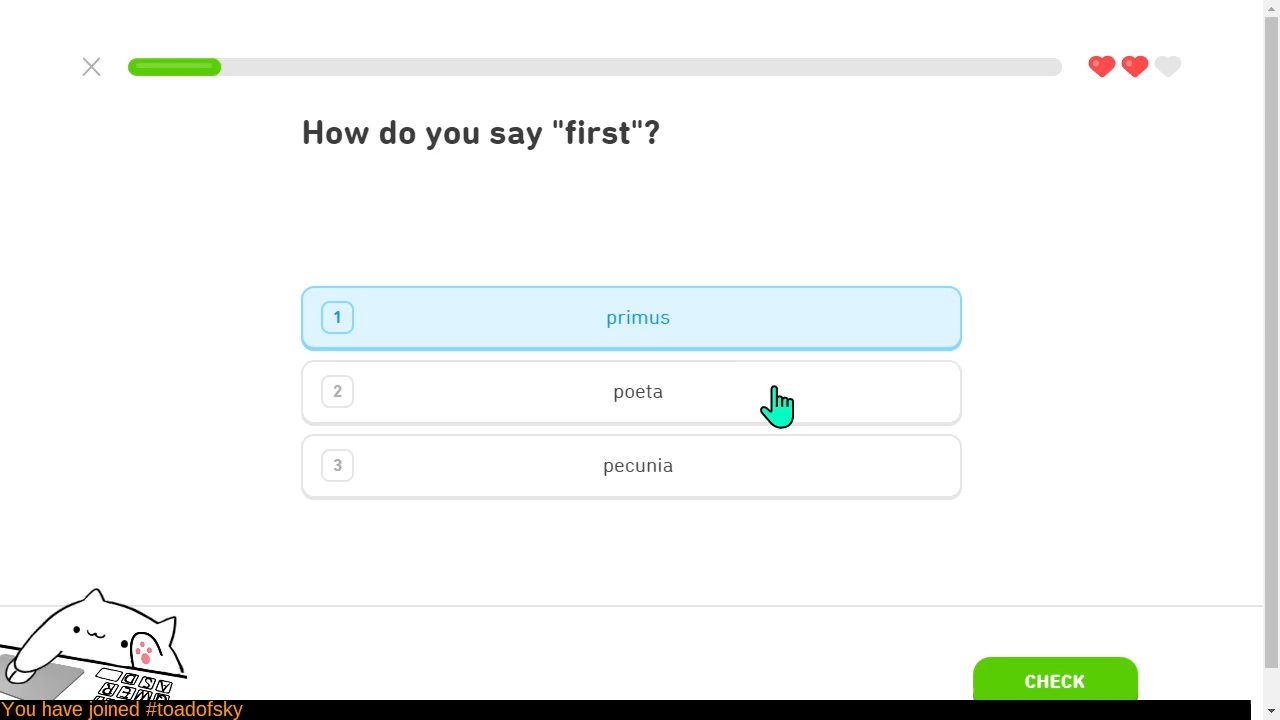 How do you say "first"?
1 primus
2 poeta
3 pecunia
CHECK
A S D
Q W E R
You have joined #toadofsky